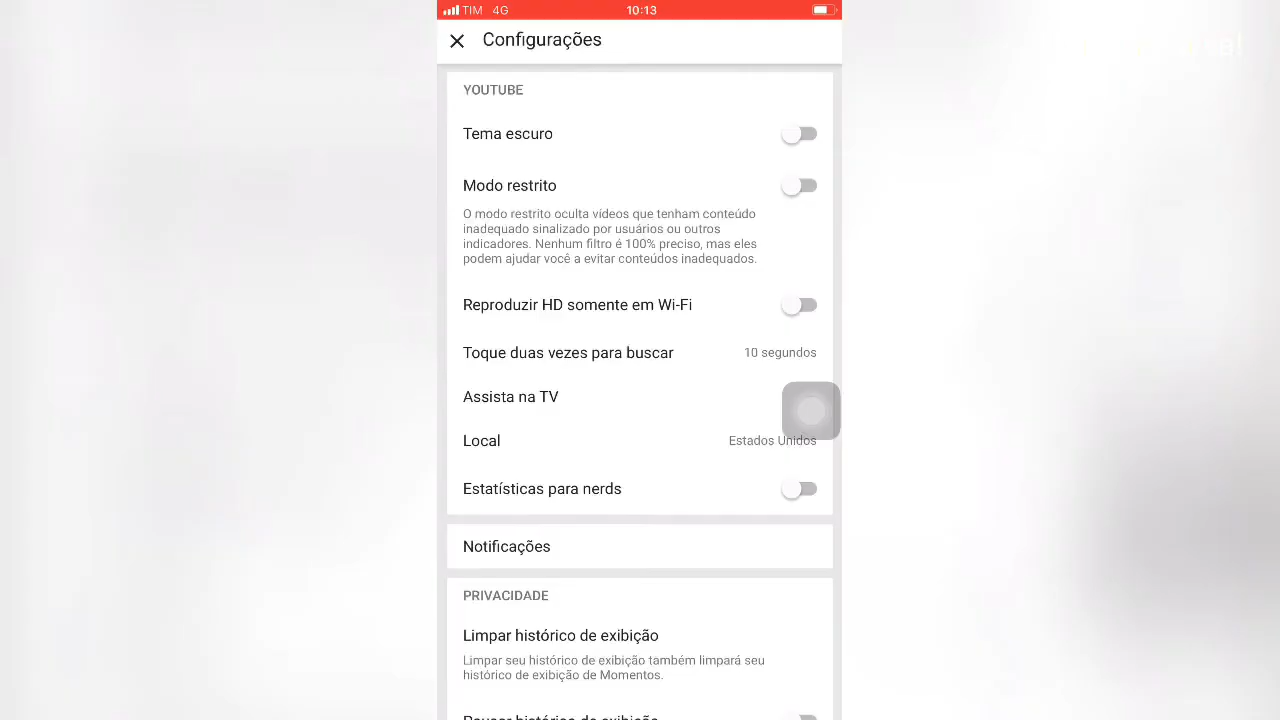 TIM 4G 10:13
Configurações
YOUTUBE
Tema escuro
Modo restrito
O modo restrito oculta vídeos que tenham conteúdo
inadequado sinalizado por usuários ou outros
indicadores. Nenhum filtro é 100% preciso, mas eles
podem ajudar você a evitar conteúdos inadequados.
Reproduzir HD somente em Wi-Fi
Toque duas vezes para buscar 10 segundos
Assista na TV
Local Estados Unidos
Estatísticas para nerds
Notificações
PRIVACIDADE
Limpar histórico de exibição
Limpar seu histórico de exibição também limpará seu
histórico de exibição de Momentos.
Pausar histórico de exibição